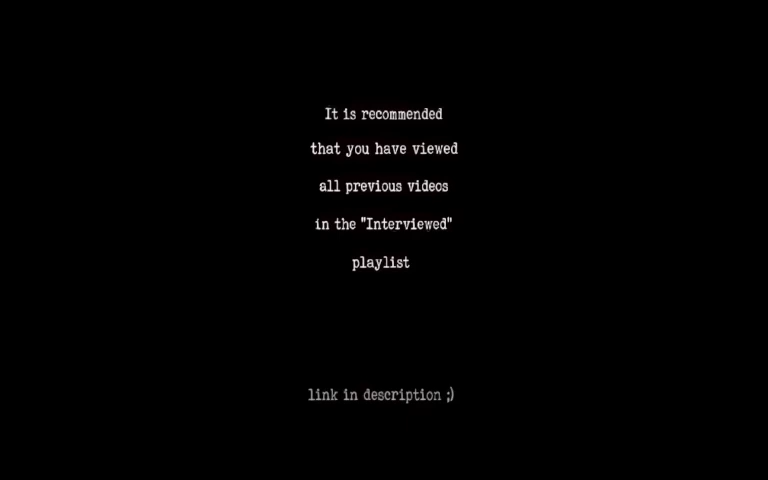 It is recommended
that you have viewed
all previous videos
in the "Interviewed"
playlist
link in description ;)